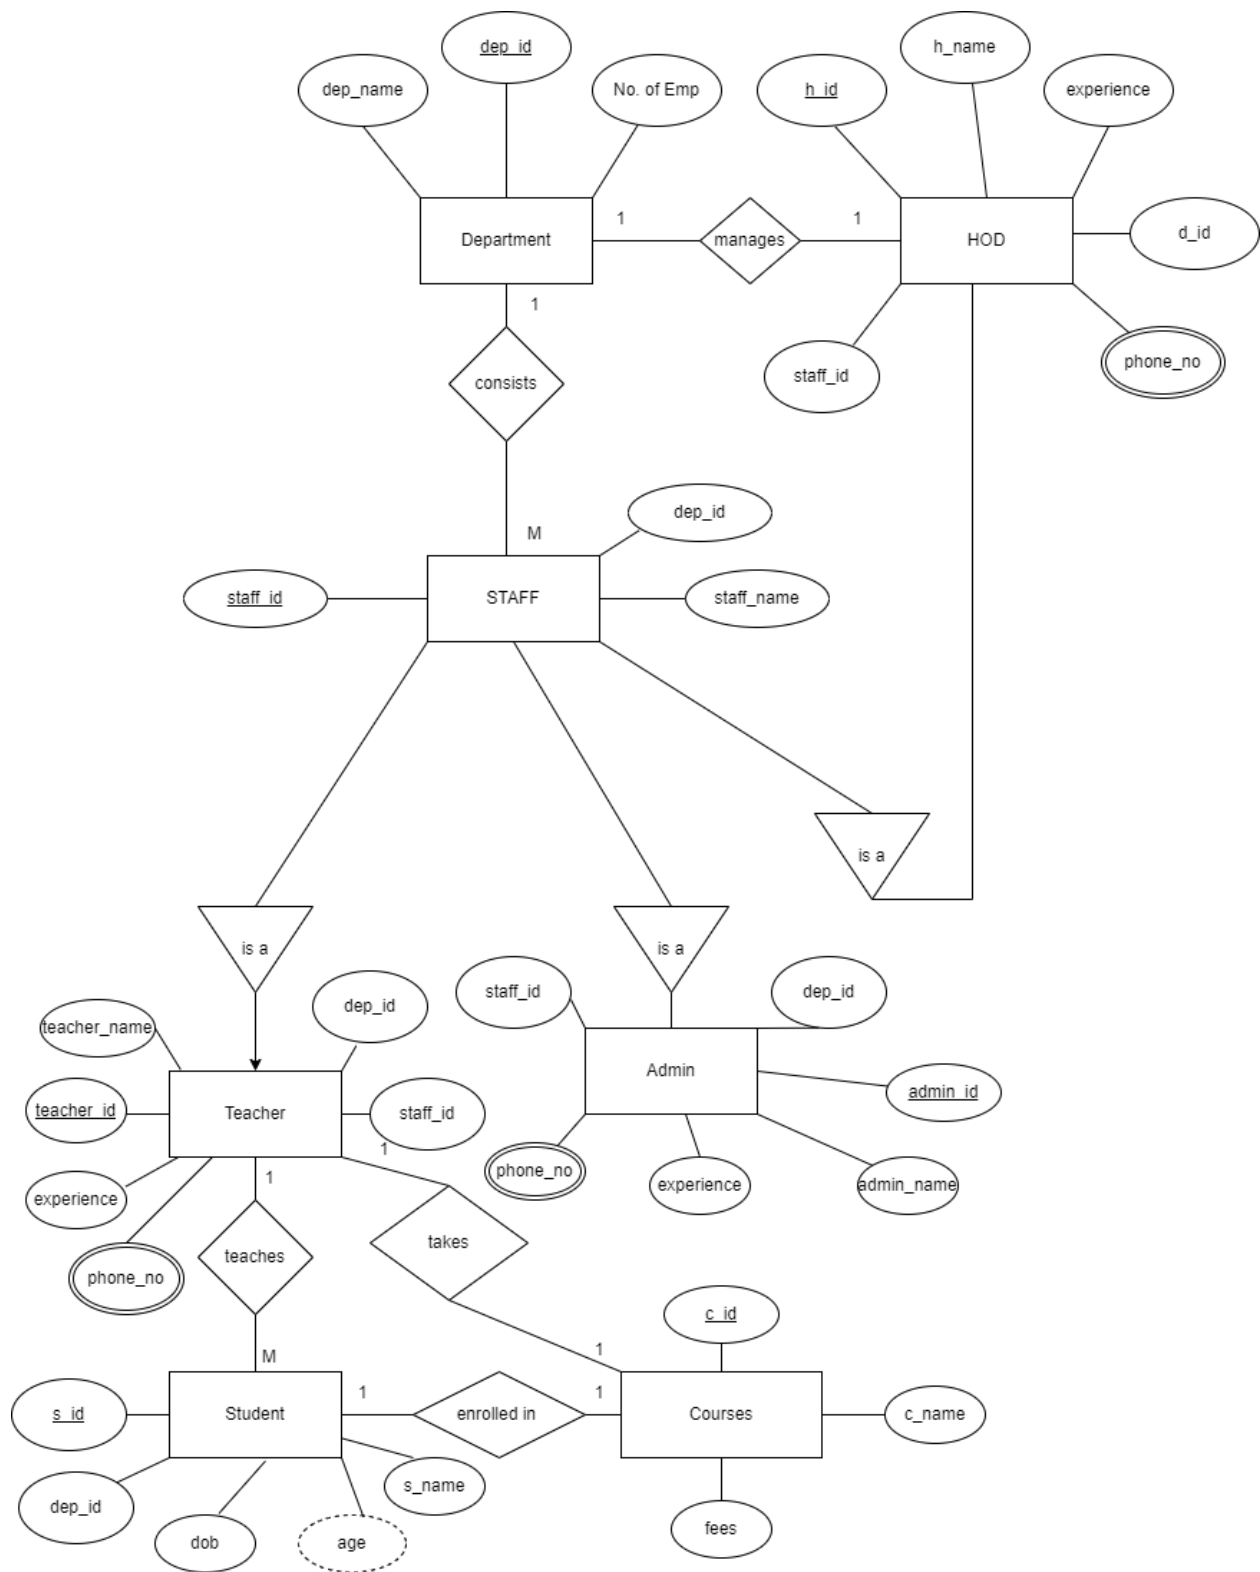 dep_id
h_name
dep_name
No. of Emp
h_id
experience
Department
1
manages
1
HOD
d_id
1
consists
staff_id
phone_no
M
dep_id
staff_id
STAFF
staff_name
is a
is a
is a
teacher_name
dep_id
staff_id
dep_id
teacher_id
Teacher
staff_id
Admin
admin_id
1
experience
1
phone_no
experience
admin_name
phone_no
teaches
takes
c_id
M
1
s_id
Student
1
enrolled in
1
Courses
c_name
dep_id
s_name
dob
age
fees